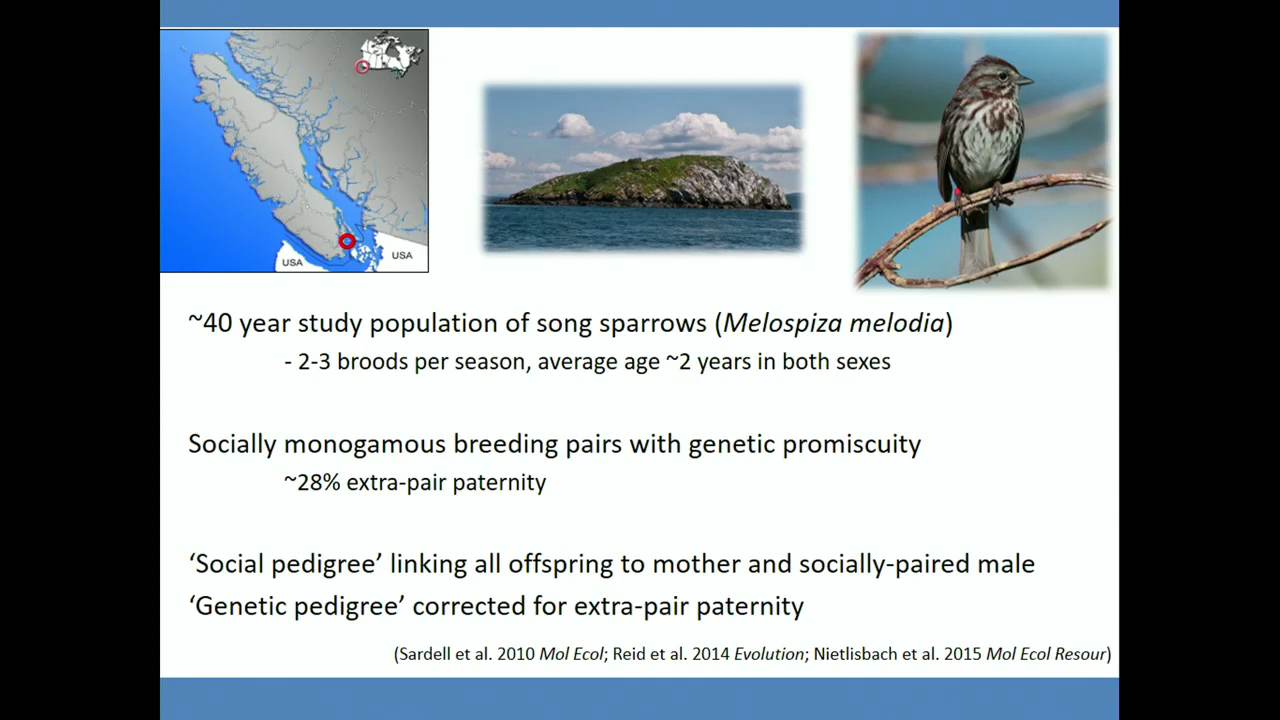 USA
USA
~40 year study population of song sparrows (Melospiza melodia)
- 2-3 broods per season, average age ~2 years in both sexes
Socially monogamous breeding pairs with genetic promiscuity
~28% extra-pair paternity
‘Social pedigree’ linking all offspring to mother and socially-paired male
‘Genetic pedigree’ corrected for extra-pair paternity
(Sardell et al. 2010 Mol Ecol; Reid et al. 2014 Evolution; Nietlisbach et al. 2015 Mol Ecol Resour)